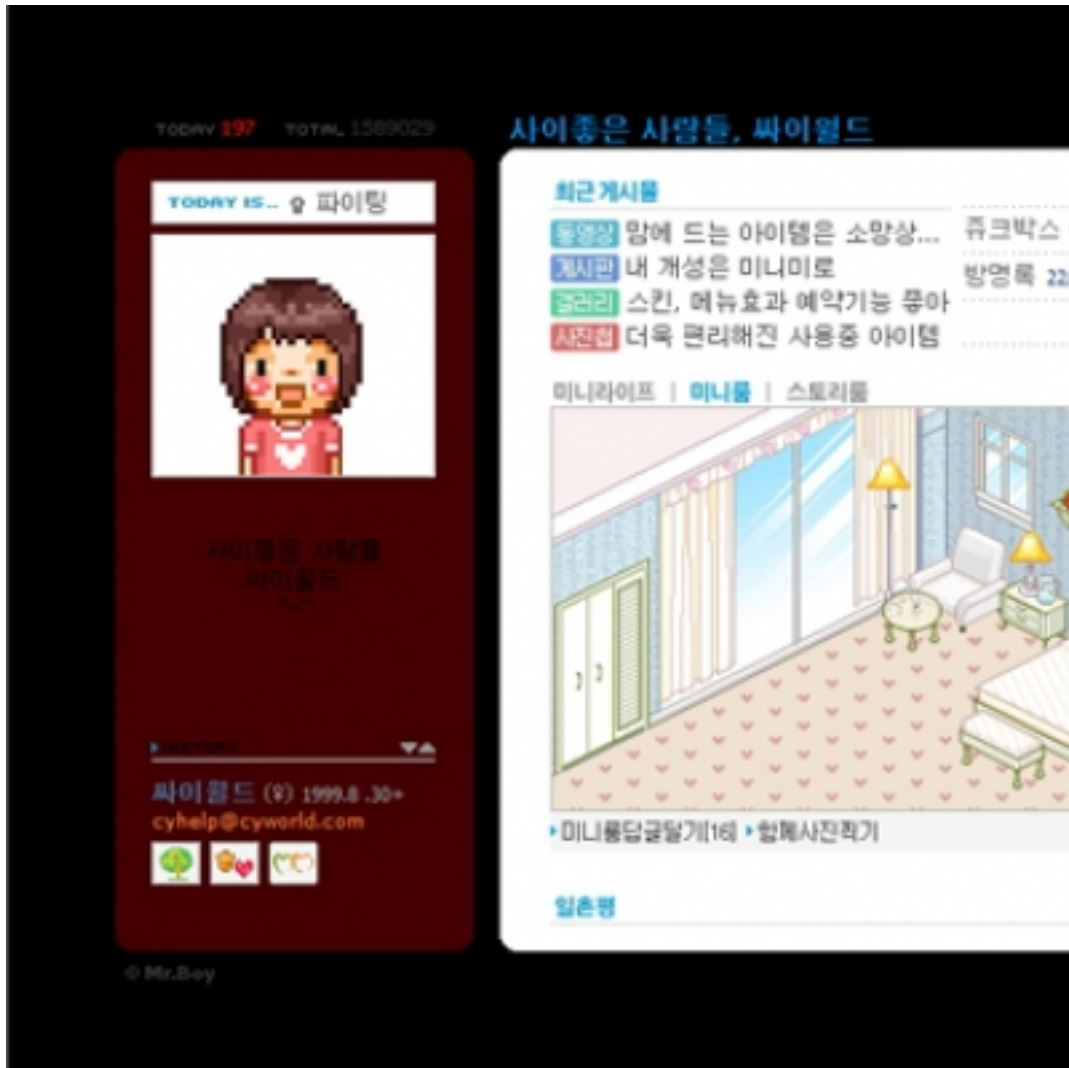 TODAY 197 TOTAL 1589029
사이좋은 사람들, 싸이월드
TODAY IS.. 파이팅
사이좋은 사람들
싸이월드
^_^
HISTORY
싸이월드 (♀) 1999.8 .30+
cyhelp@cyworld.com
© Mr.Boy
최근 게시물
동영상 맘에 드는 아이템은 소망상...
게시판 내 개성은 미니미로
갤러리 스킨, 메뉴효과 예약기능 좋아
사진첩 더욱 편리해진 사용중 아이템
쥬크박스
방명록 22
미니라이프 | 미니룸 | 스토리룸
미니룸답글달기[16] 함께사진찍기
일촌평